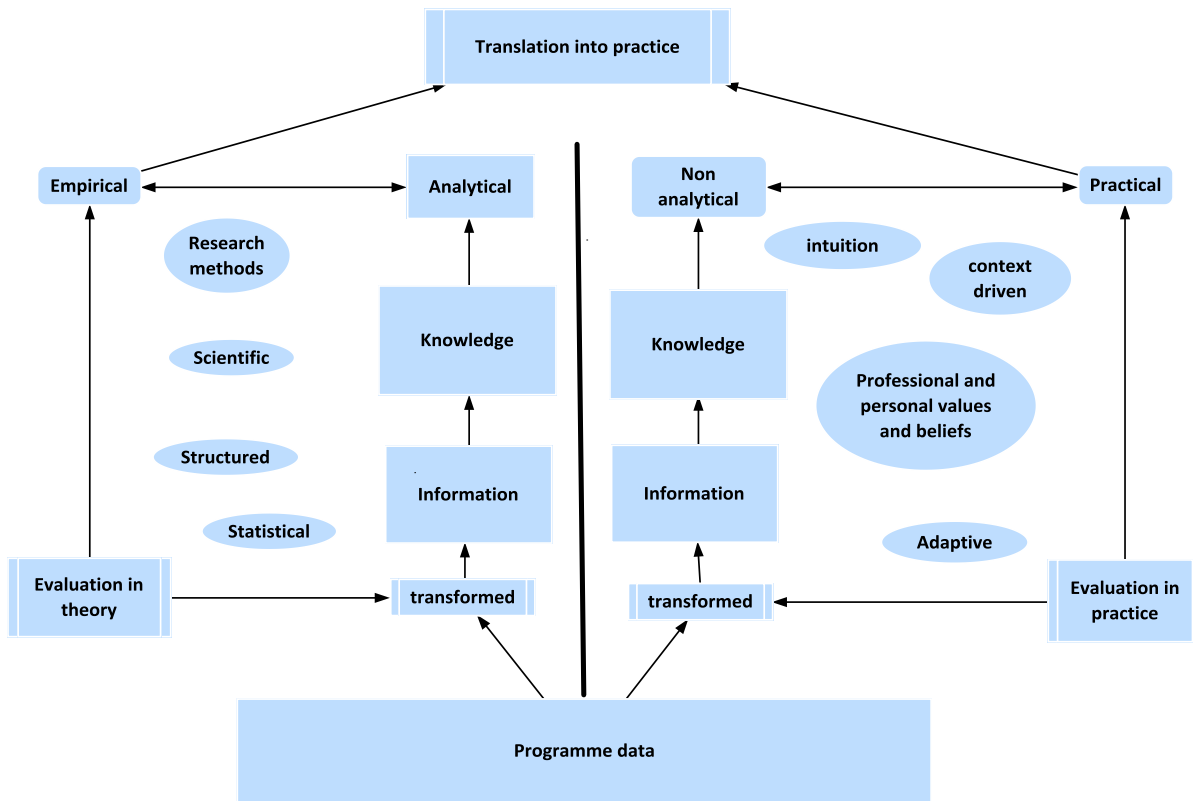 Translation into practice
Empirical
Analytical
Non
analytical
Practical
Research
methods
intuition
context
driven
Knowledge
Knowledge
Scientific
Professional and
personal values
and beliefs
Structured
Information
Information
Statistical
Adaptive
Evaluation in
theory
transformed
transformed
Evaluation in
practice
Programme data